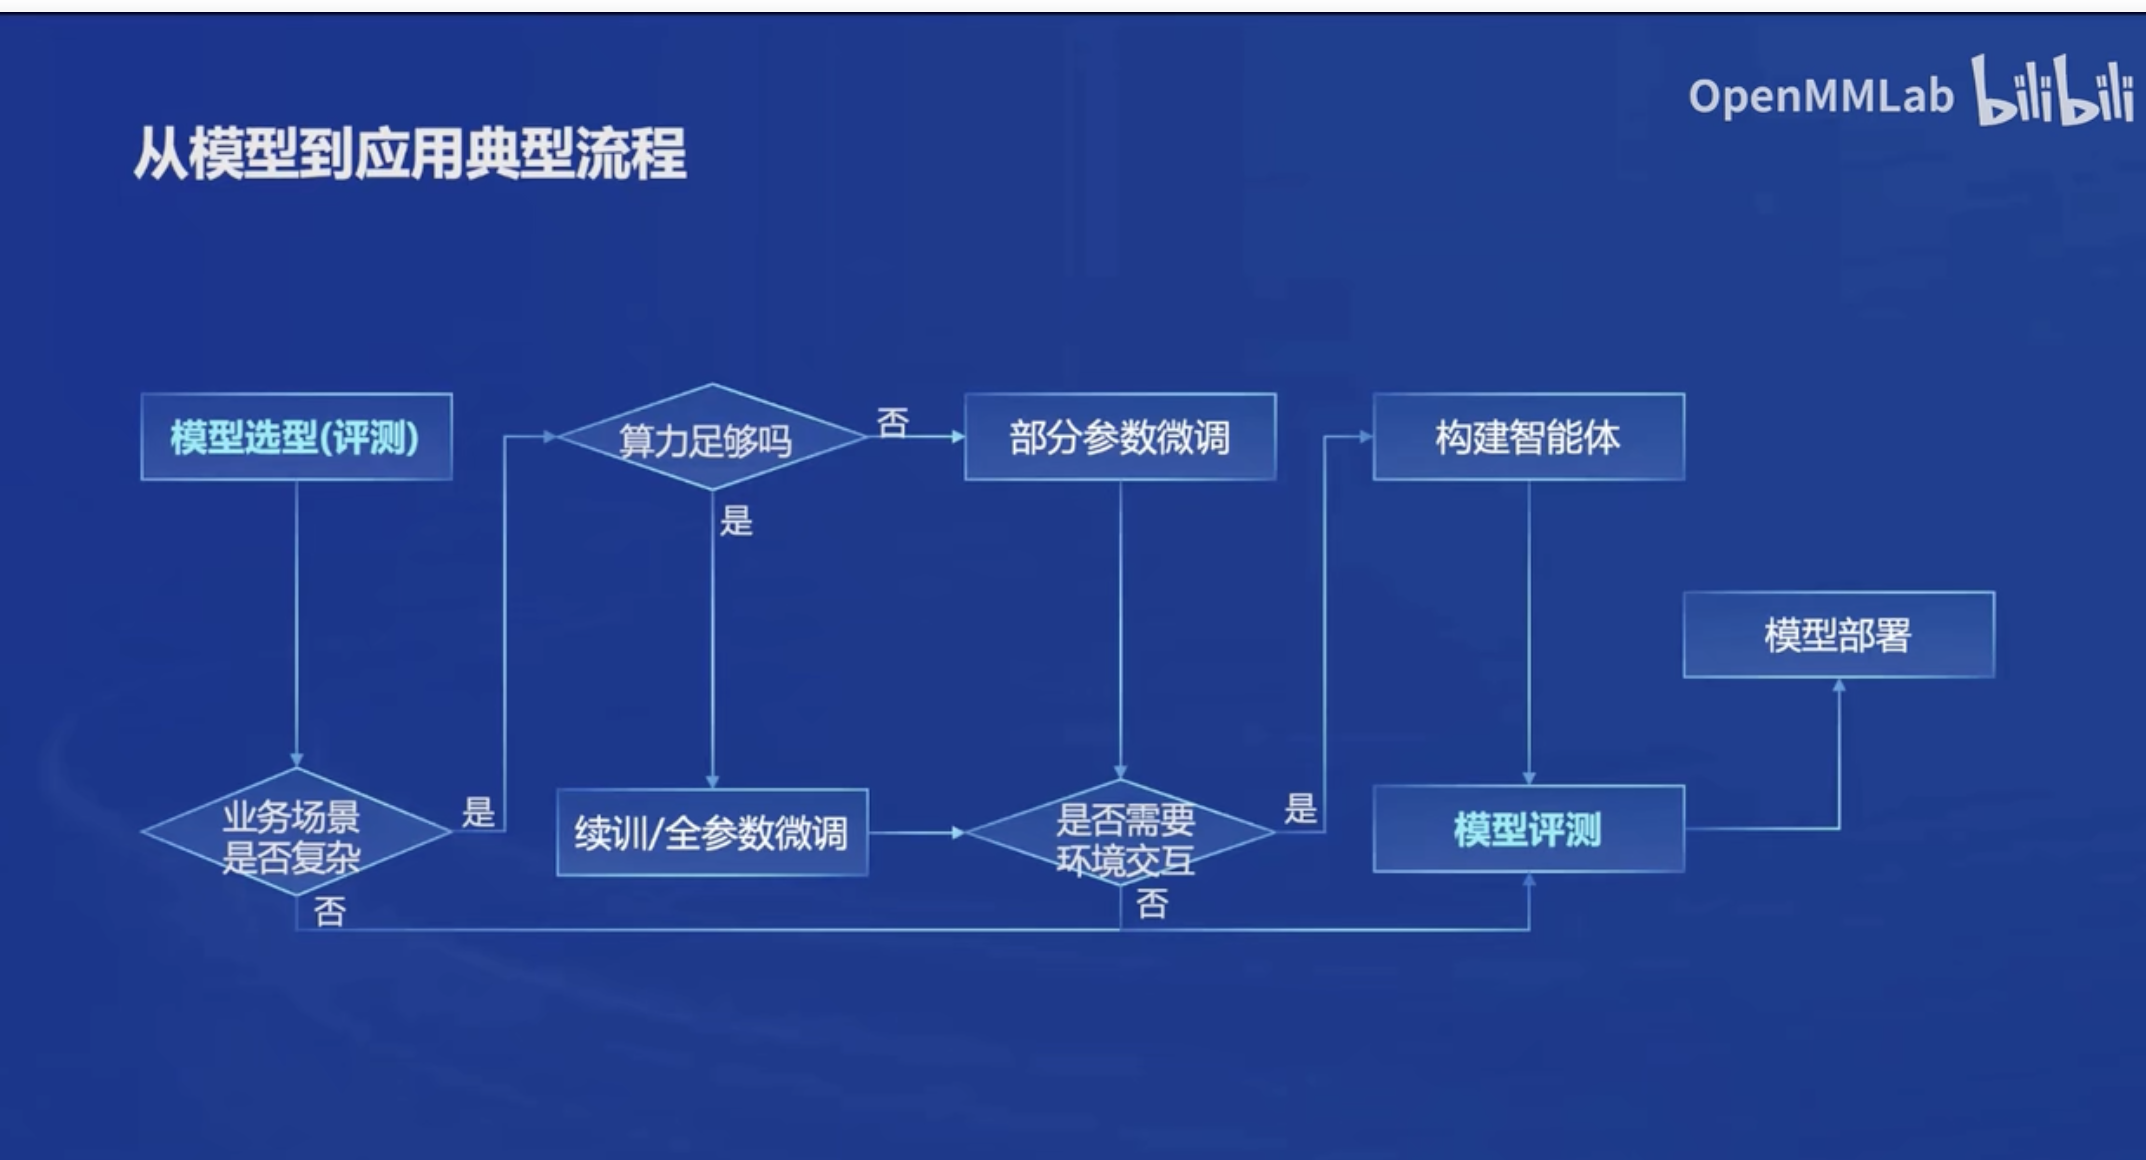 OpenMMLab bilibili
从模型到应用典型流程
模型选型(评测)
算力足够吗
否
部分参数微调
构建智能体
是
模型部署
业务场景
是否复杂
是
续训/全参数微调
是否需要
环境交互
是
模型评测
否
否